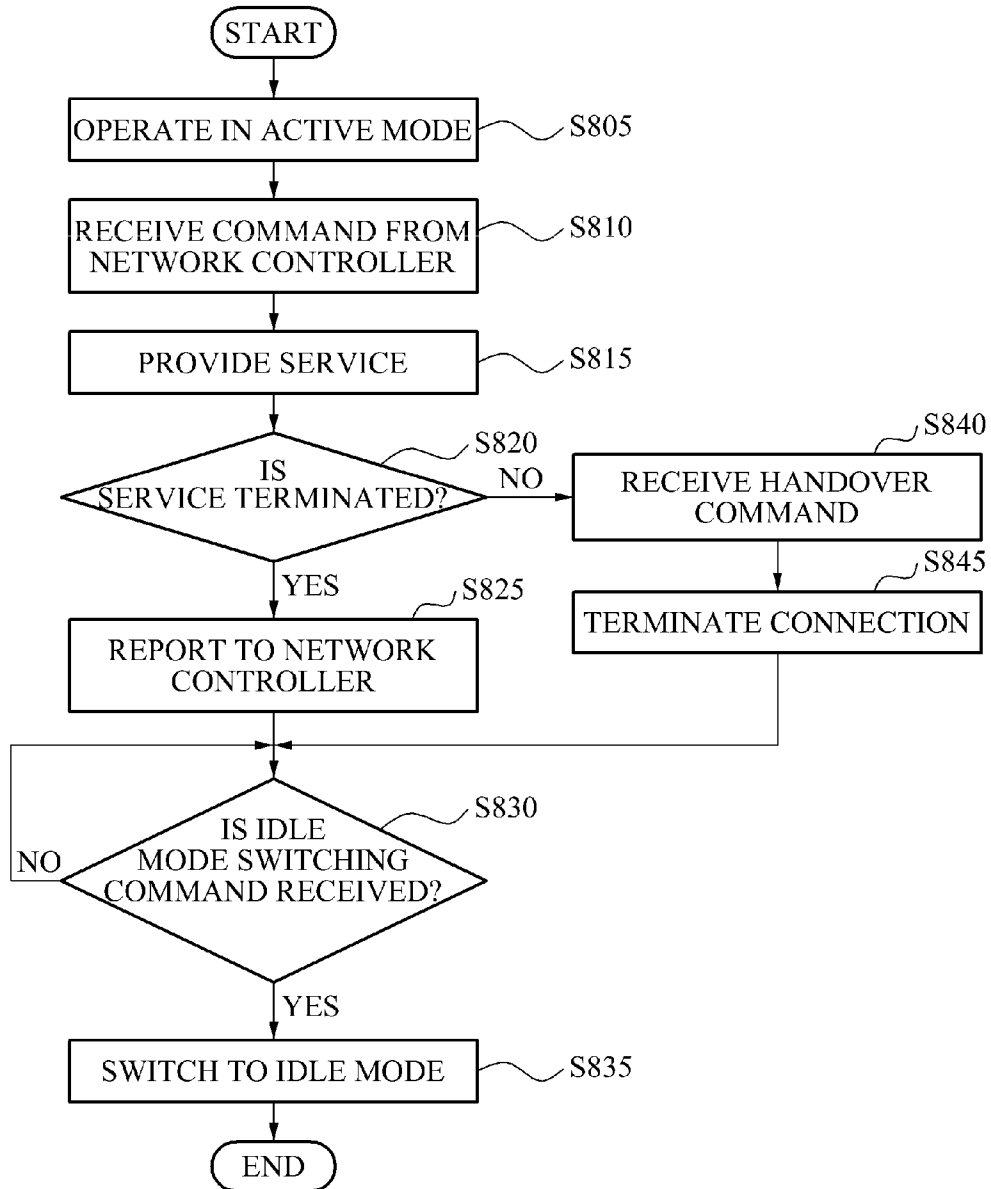 START
OPERATE IN ACTIVE MODE
S805
RECEIVE COMMAND FROM
NETWORK CONTROLLER
S810
PROVIDE SERVICE
S815
IS
SERVICE TERMINATED?
S820
NO
RECEIVE HANDOVER
COMMAND
S840
YES
REPORT TO NETWORK
CONTROLLER
S825
TERMINATE CONNECTION
S845
IS IDLE
MODE SWITCHING
COMMAND RECEIVED?
S830
NO
YES
SWITCH TO IDLE MODE
S835
END